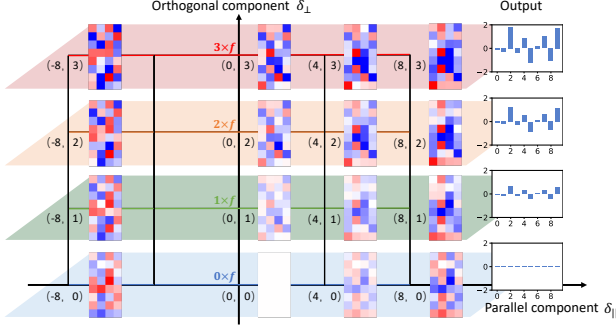 Orthogonal component δ⊥
Output
3×f
(-8, 3) (0, 3) (4, 3) (8, 3)
2
0
−2
0 2 4 6 8
2×f
(-8, 2) (0, 2) (4, 2) (8, 2)
2
0
−2
0 2 4 6 8
1×f
(-8, 1) (0, 1) (4, 1) (8, 1)
2
0
−2
0 2 4 6 8
0×f
(-8, 0) (0, 0) (4, 0) (8, 0)
2
0
−2
0 2 4 6 8
Parallel component δ∥